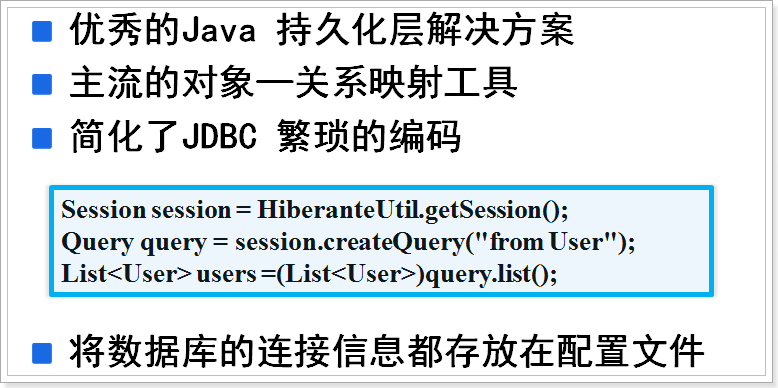 优秀的Java 持久化层解决方案
主流的对象—关系映射工具
简化了JDBC 繁琐的编码
Session session = HiberanteUtil.getSession();
Query query = session.createQuery("from User");
List<User> users =(List<User>)query.list();
将数据库的连接信息都存放在配置文件